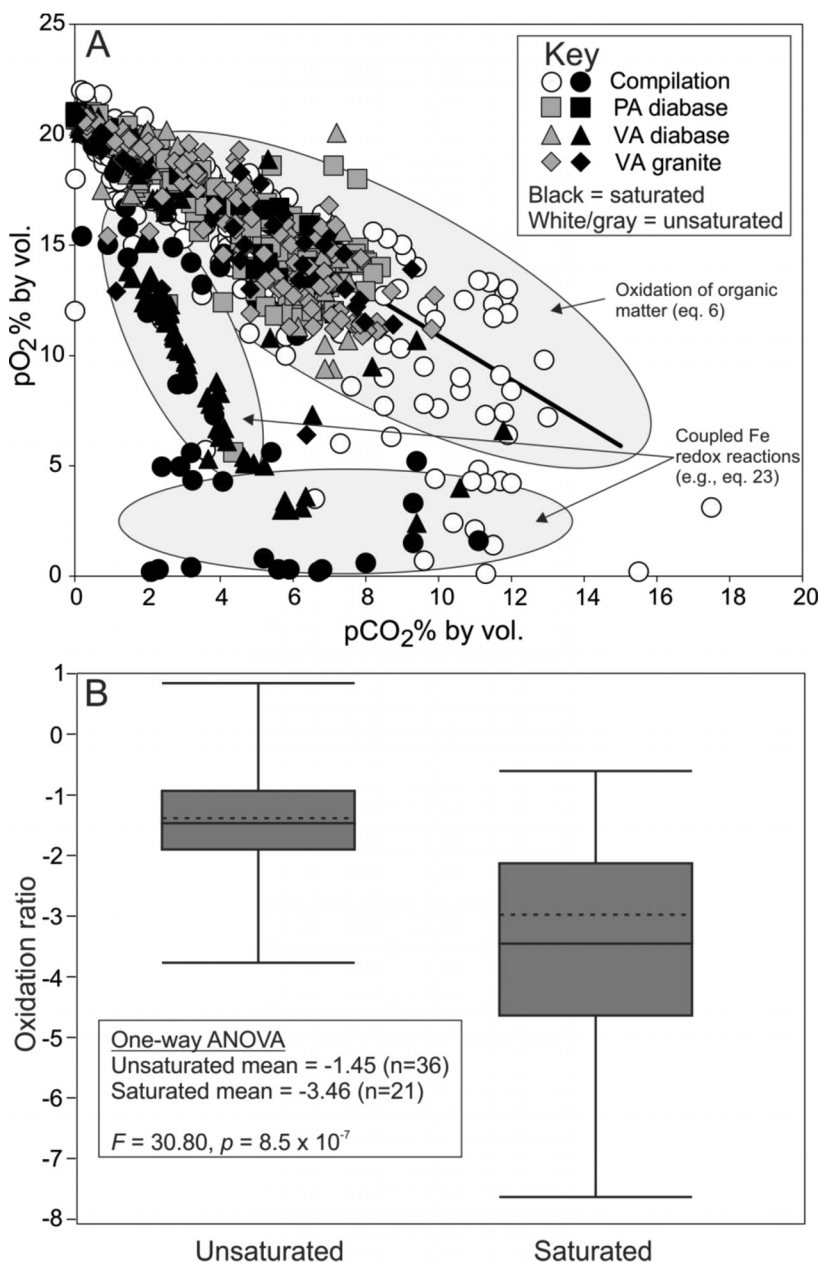 A
25
20
15
10
5
0
pO2% by vol.
0 2 4 6 8 10 12 14 16 18 20
pCO2% by vol.
Key
Compilation
PA diabase
VA diabase
VA granite
Black = saturated
White/gray = unsaturated
Oxidation of organic
matter (eq. 6)
Coupled Fe
redox reactions
(e.g., eq. 23)
B
1
0
-1
-2
-3
-4
-5
-6
-7
-8
Oxidation ratio
One-way ANOVA
Unsaturated mean = -1.45 (n=36)
Saturated mean = -3.46 (n=21)
F = 30.80, p = 8.5 x 10-7
Unsaturated Saturated